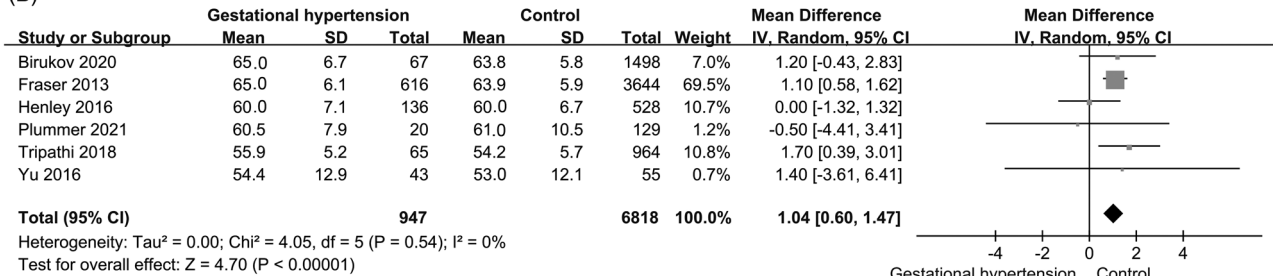 (B)
Gestational hypertension Control Mean Difference Mean Difference
Study or Subgroup Mean SD Total Mean SD Total Weight IV, Random, 95% CI IV, Random, 95% CI
Birukov 2020 65.0 6.7 67 63.8 5.8 1498 7.0% 1.20 [-0.43, 2.83]
Fraser 2013 65.0 6.1 616 63.9 5.9 3644 69.5% 1.10 [0.58, 1.62]
Henley 2016 60.0 7.1 136 60.0 6.7 528 10.7% 0.00 [-1.32, 1.32]
Plummer 2021 60.5 7.9 20 61.0 10.5 129 1.2% -0.50 [-4.41, 3.41]
Tripathi 2018 55.9 5.2 65 54.2 5.7 964 10.8% 1.70 [0.39, 3.01]
Yu 2016 54.4 12.9 43 53.0 12.1 55 0.7% 1.40 [-3.61, 6.41]
Total (95% CI) 947 6818 100.0% 1.04 [0.60, 1.47]
Heterogeneity: Tau² = 0.00; Chi² = 4.05, df = 5 (P = 0.54); I² = 0%
-4 -2 0 2 4
Test for overall effect: Z = 4.70 (P < 0.00001)
Gestational hypertension Control